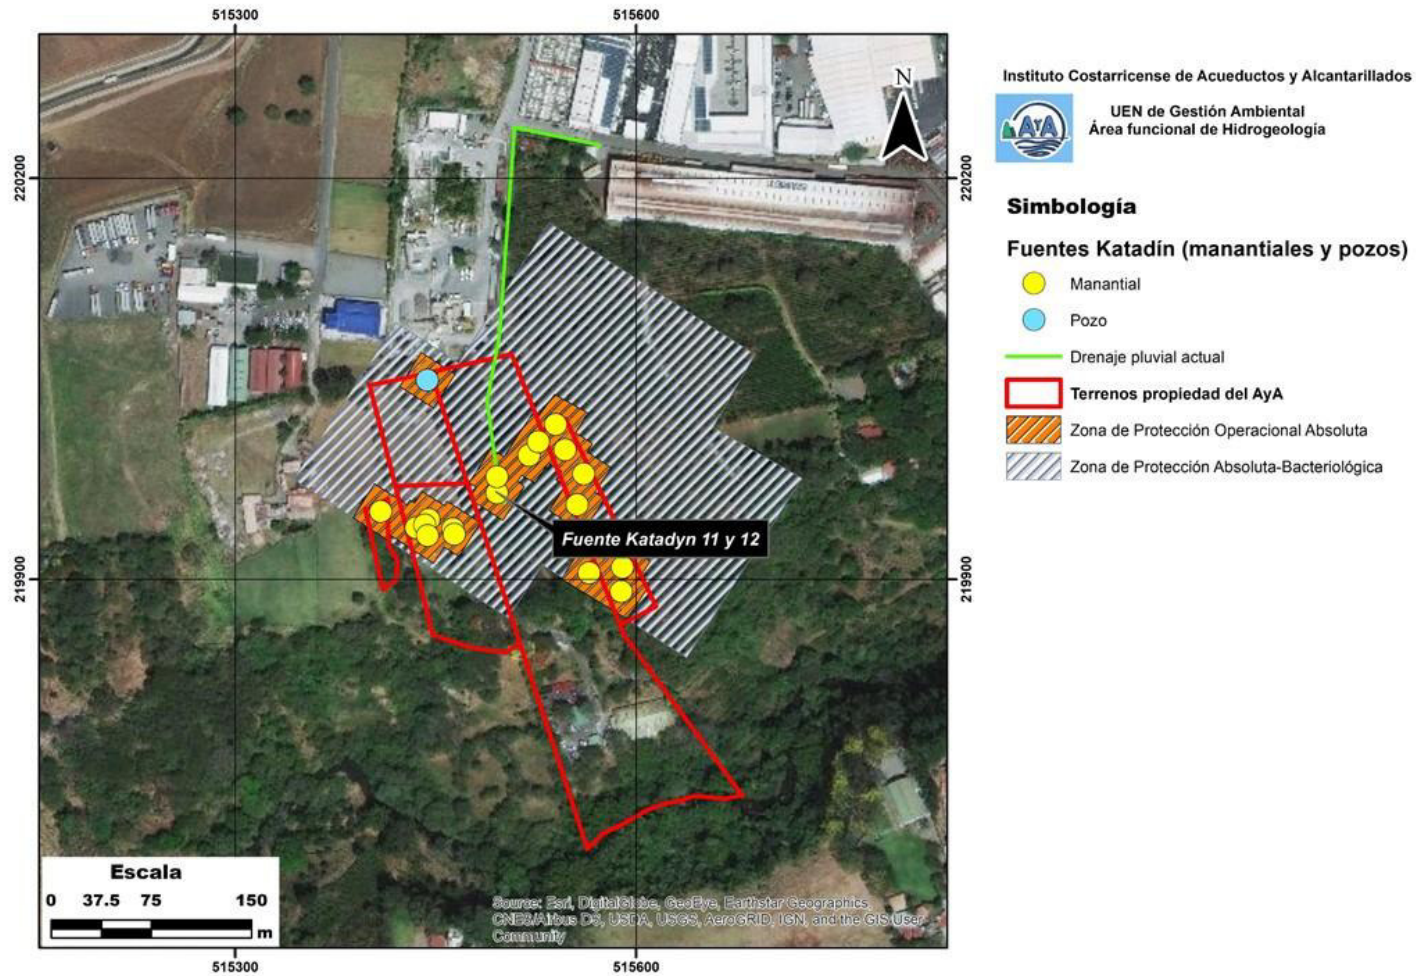 515300
515600
Instituto Costarricense de Acueductos y Alcantarillados
AyA
UEN de Gestión Ambiental
Área funcional de Hidrogeología
N
220200
220200
Simbología
Fuentes Katadín (manantiales y pozos)
Manantial
Pozo
Drenaje pluvial actual
Terrenos propiedad del AyA
Zona de Protección Operacional Absoluta
Zona de Protección Absoluta-Bacteriológica
Fuente Katadyn 11 y 12
219900
219900
Escala
0 37.5 75 150
m
Source: Esri, DigitalGlobe, GeoEye, Earthstar Geographics,
CNES/Airbus DS, USDA, USGS, AeroGRID, IGN, and the GIS User
Community
515300
515600